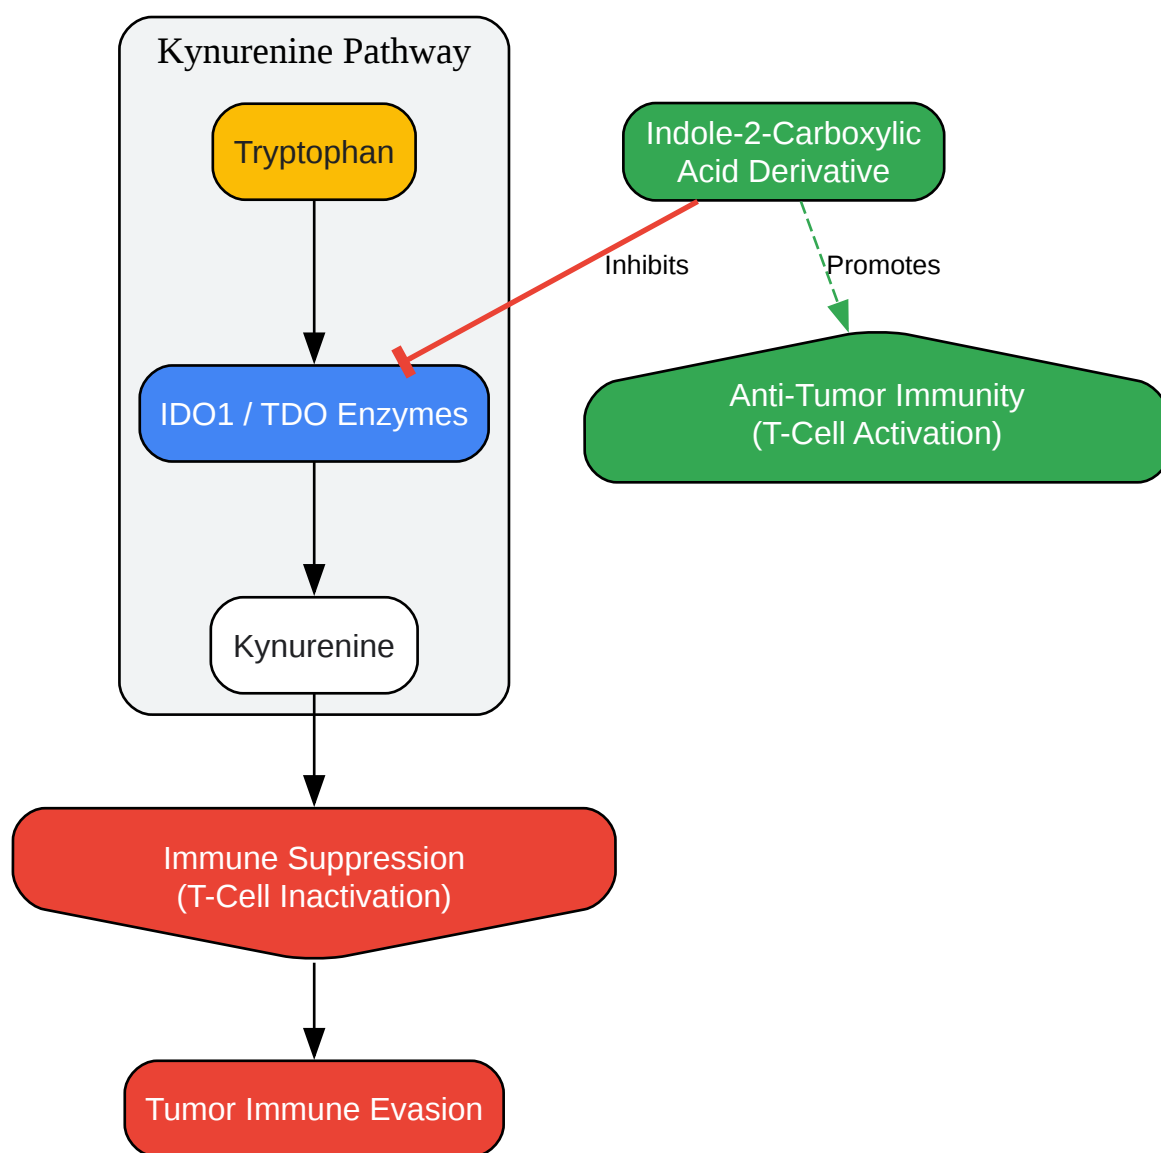 Kynurenine Pathway
Tryptophan
Indole-2-Carboxylic
Acid Derivative
Inhibits
Promotes
IDO1 / TDO Enzymes
Anti-Tumor Immunity
(T-Cell Activation)
Kynurenine
Immune Suppression
(T-Cell Inactivation)
Tumor Immune Evasion